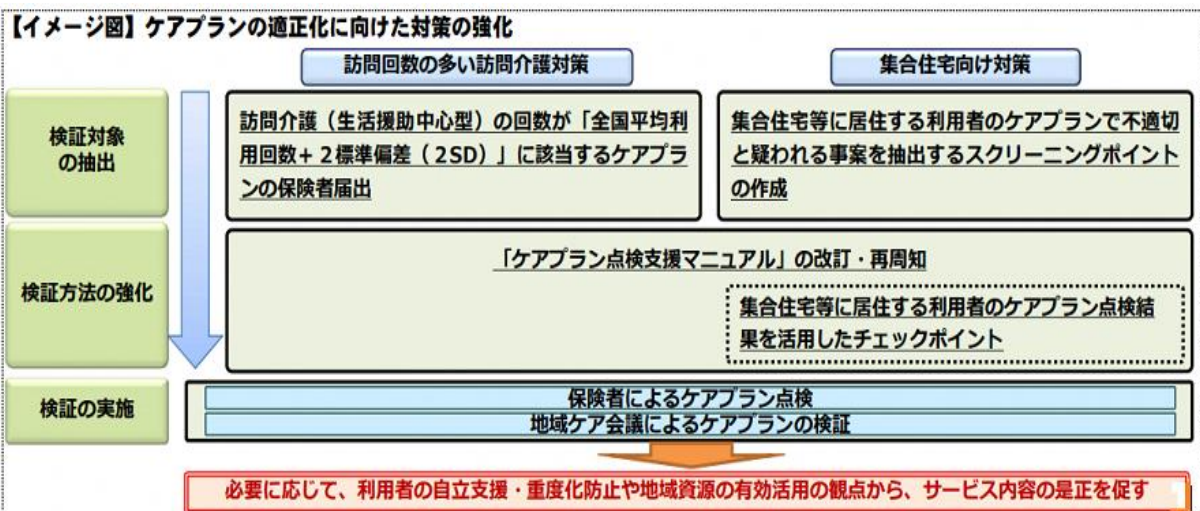 【イメージ図】ケアプランの適正化に向けた対策の強化
訪問回数の多い訪問介護対策
集合住宅向け対策
検証対象
の抽出
訪問介護(生活援助中心型)の回数が「全国平均利
用回数+2標準偏差(2SD)」に該当するケアプラ
ンの保険者届出
集合住宅等に居住する利用者のケアプランで不適切
と疑われる事案を抽出するスクリーニングポイント
の作成
検証方法の強化
「ケアプラン点検支援マニュアル」の改訂・再周知
集合住宅等に居住する利用者のケアプラン点検結
果を活用したチェックポイント
検証の実施
保険者によるケアプラン点検
地域ケア会議によるケアプランの検証
必要に応じて、利用者の自立支援・重度化防止や地域資源の有効活用の観点から、サービス内容の是正を促す